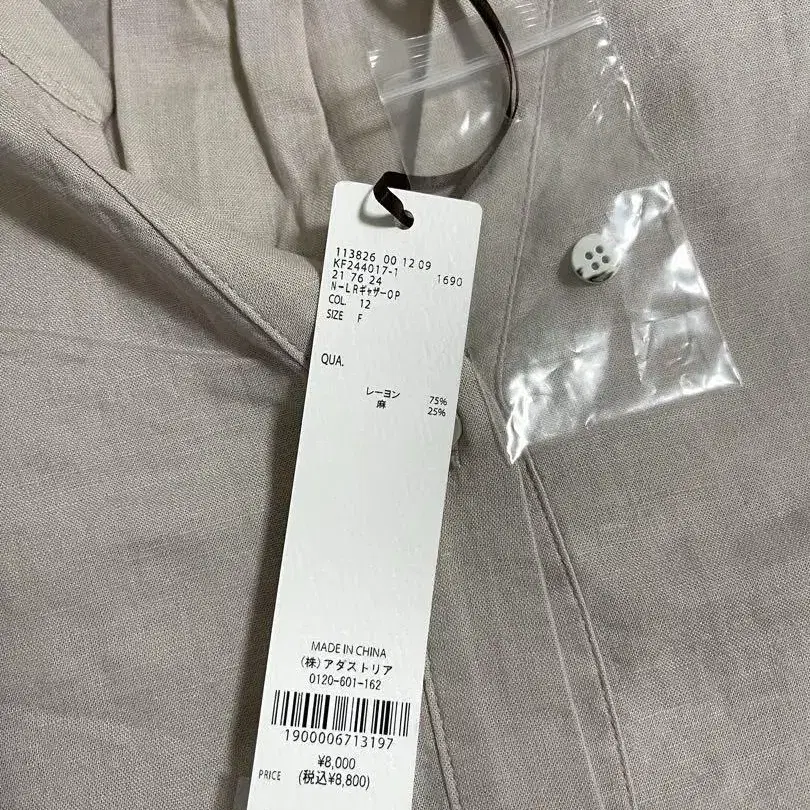 113826 00 12 09
KF244017-1 1690
21 76 24
N-LRギャザーOP
COL. 12
SIZE F
QUA.
レーヨン 75%
麻 25%
MADE IN CHINA
(株)アダストリア
0120-601-162
1900006713197
¥8,000
PRICE (税込¥8,800)